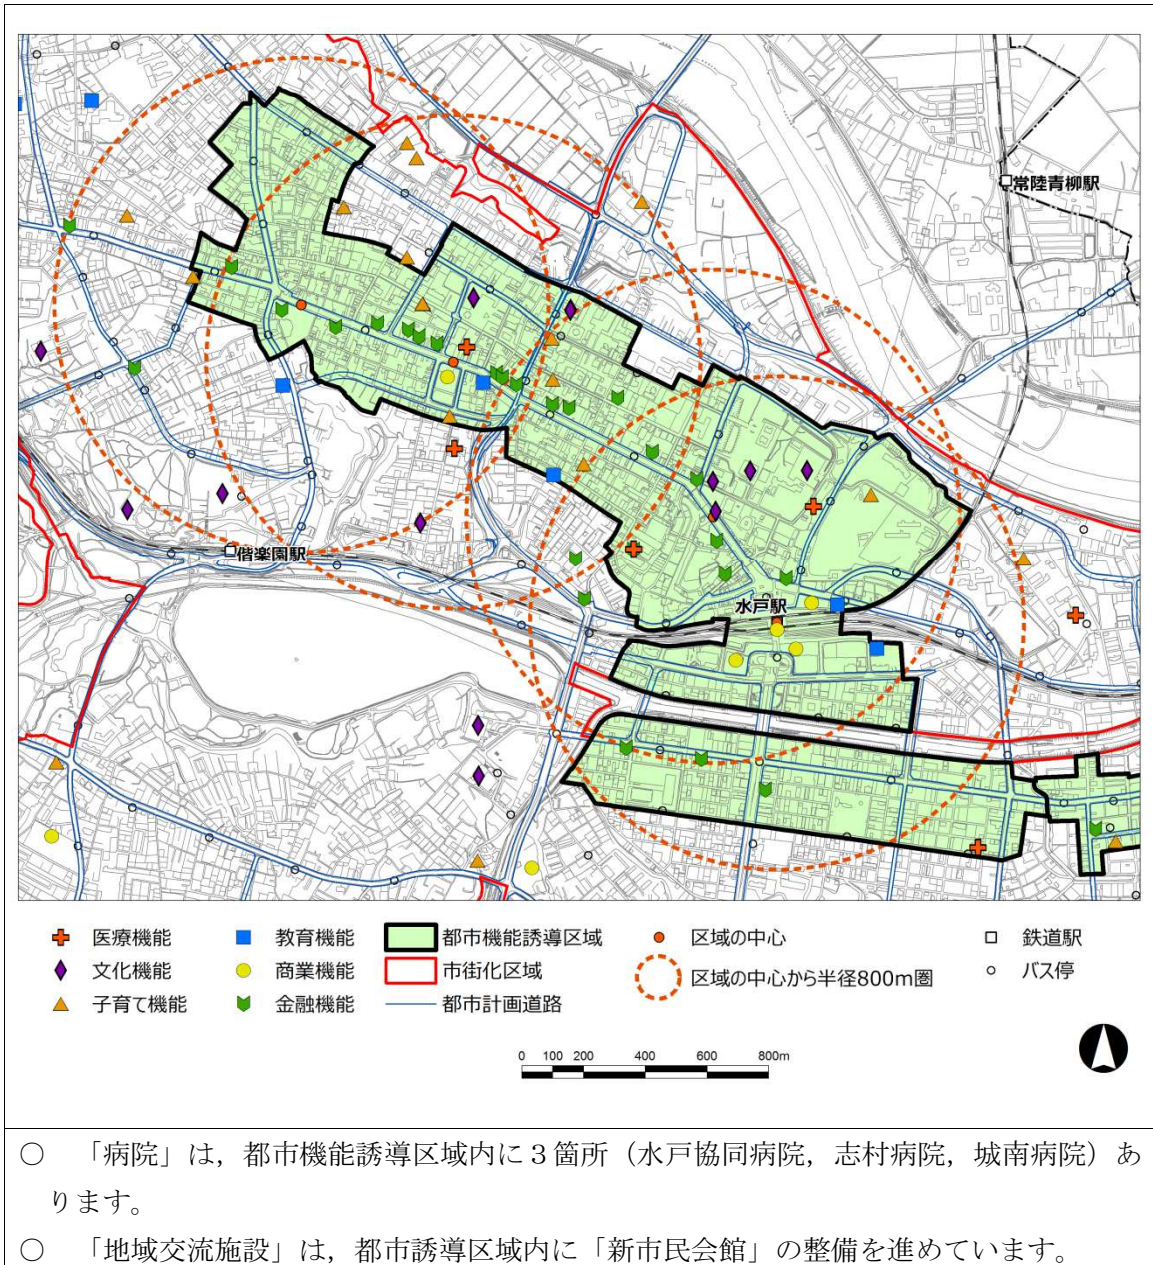 常陸青柳駅
偕楽園駅
水戸駅
医療機能
教育機能
都市機能誘導区域
区域の中心
鉄道駅
文化機能
商業機能
市街化区域
区域の中心から半径800m圏
バス停
子育て機能
金融機能
都市計画道路
0 100 200 400 600 800m
○ 「病院」は，都市機能誘導区域内に３箇所（水戸協同病院，志村病院，城南病院）あ
ります。
○ 「地域交流施設」は，都市誘導区域内に「新市民会館」の整備を進めています。